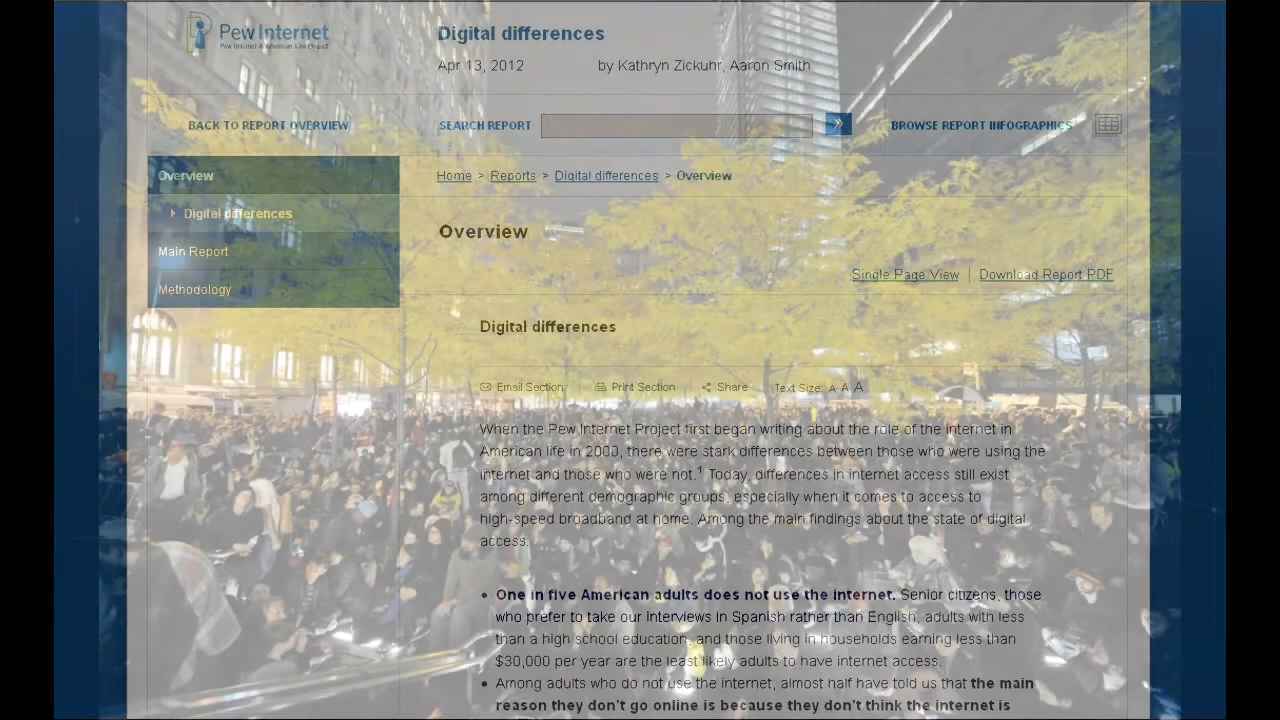 Pew Internet
Pew Internet & American Life Project
Digital differences
Apr 13, 2012 by Kathryn Zickuhr, Aaron Smith
BACK TO REPORT OVERVIEW
SEARCH REPORT
»
BROWSE REPORT INFOGRAPHICS
Overview
Digital differences
Main Report
Methodology
Home > Reports > Digital differences > Overview
Overview
Single Page View | Download Report PDF
Digital differences
Email Section Print Section Share Text Size: A A A
When the Pew Internet Project first began writing about the role of the internet in
American life in 2000, there were stark differences between those who were using the
internet and those who were not.1 Today, differences in internet access still exist
among different demographic groups, especially when it comes to access to
high-speed broadband at home. Among the main findings about the state of digital
access:
• One in five American adults does not use the internet. Senior citizens, those
who prefer to take our interviews in Spanish rather than English, adults with less
than a high school education, and those living in households earning less than
$30,000 per year are the least likely adults to have internet access.
• Among adults who do not use the internet, almost half have told us that the main
reason they don't go online is because they don't think the internet is